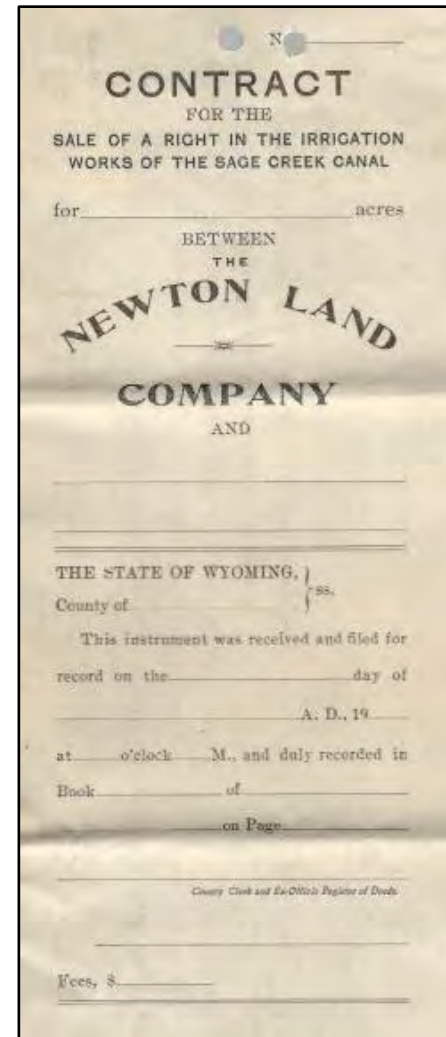 N
CONTRACT
FOR THE
SALE OF A RIGHT IN THE IRRIGATION
WORKS OF THE SAGE CREEK CANAL
for acres
BETWEEN
THE
NEWTON LAND
COMPANY
AND
THE STATE OF WYOMING, } ss.
County of
This instrument was received and filed for
record on the day of
A. D., 19
at o'clock M., and duly recorded in
Book of
on Page
County Clerk and Ex-Officio Register of Deeds.
Fees, $